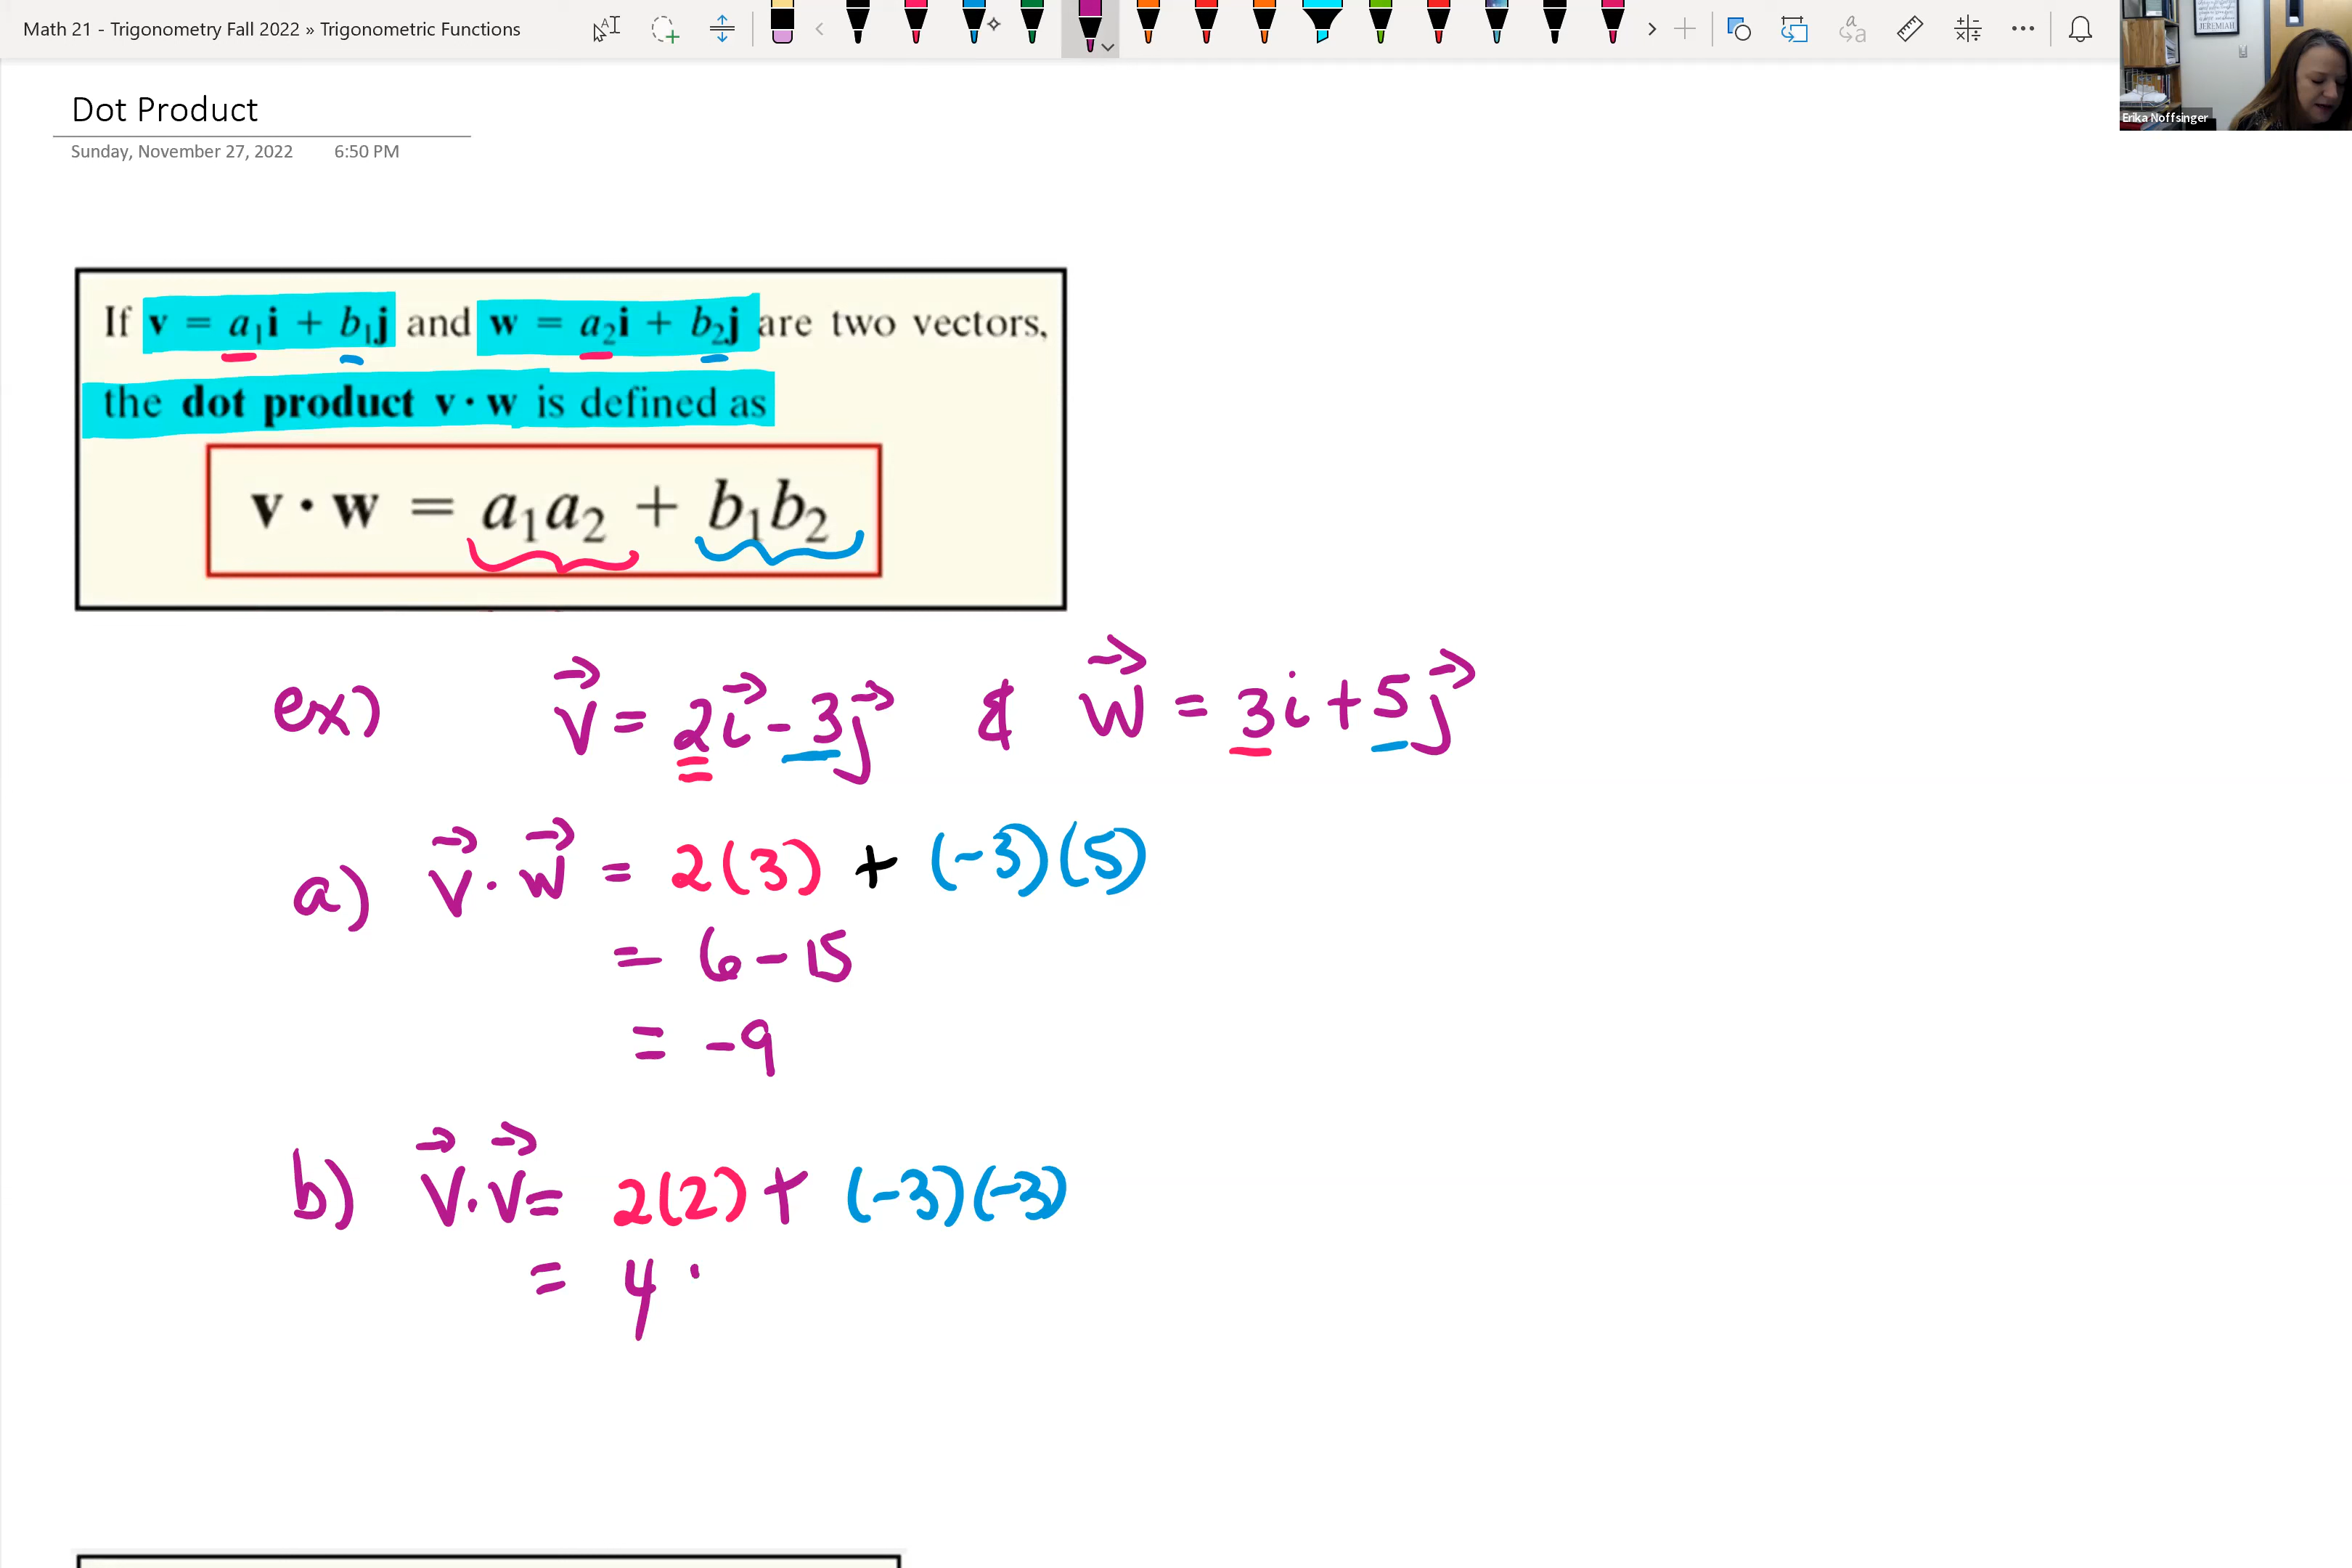 Math 21 - Trigonometry Fall 2022 » Trigonometric Functions
JEREMIAH
Erika Noffsinger
Dot Product
Sunday, November 27, 2022 6:50 PM
If v = a₁i + b₁j and w = a₂i + b₂j are two vectors,
the dot product v · w is defined as
v · w = a₁a₂ + b₁b₂
ex) v⃗ = 2i⃗ - 3j⃗ & w⃗ = 3i + 5j⃗
a) v⃗ · w⃗ = 2(3) + (-3)(5)
= 6 - 15
= -9
b) v⃗ · v⃗ = 2(2) + (-3)(-3)
= 4